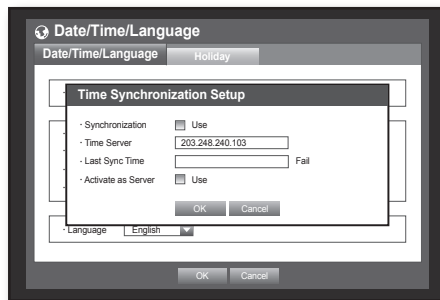 Date/Time/Language
Date/Time/Language Holiday
Time Synchronization Setup
· Synchronization Use
· Time Server 203.248.240.103
· Last Sync Time Fail
· Activate as Server Use
OK Cancel
· Language English
OK Cancel